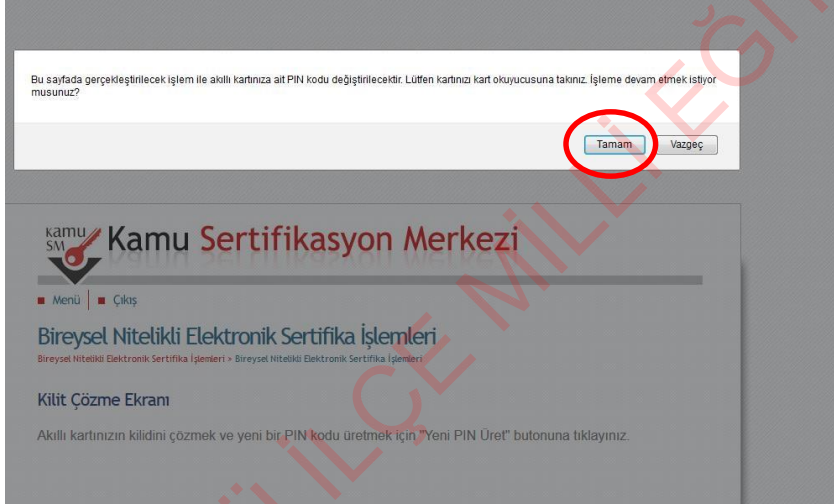 Bu sayfada gerçekleştirilecek işlem ile akıllı kartınıza ait PIN kodu değiştirilecektir. Lütfen kartınızı kart okuyucusuna takınız. İşleme devam etmek istiyor
musunuz?
Tamam Vazgeç
kamu SM Kamu Sertifikasyon Merkezi
Menü Çıkış
Bireysel Nitelikli Elektronik Sertifika İşlemleri
Bireysel Nitelikli Elektronik Sertifika İşlemleri > Bireysel Nitelikli Elektronik Sertifika İşlemleri
Kilit Çözme Ekranı
Akıllı kartınızın kilidini çözmek ve yeni bir PIN kodu üretmek için "Yeni PIN Üret" butonuna tıklayınız.
İLÇE MİLLİ